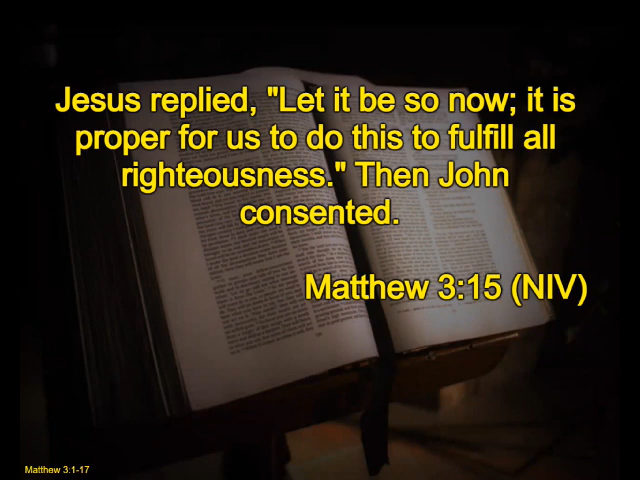 Jesus replied, "Let it be so now; it is
proper for us to do this to fulfill all
righteousness." Then John
consented.
Matthew 3:15 (NIV)
Matthew 3:1-17